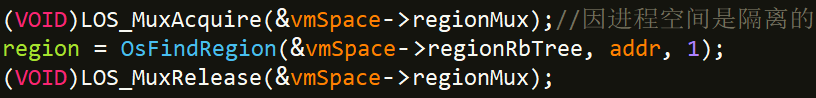 (VOID)LOS_MuxAcquire(&vmSpace->regionMux);//因进程空间是隔离的
region = OsFindRegion(&vmSpace->regionRbTree, addr, 1);
(VOID)LOS_MuxRelease(&vmSpace->regionMux);